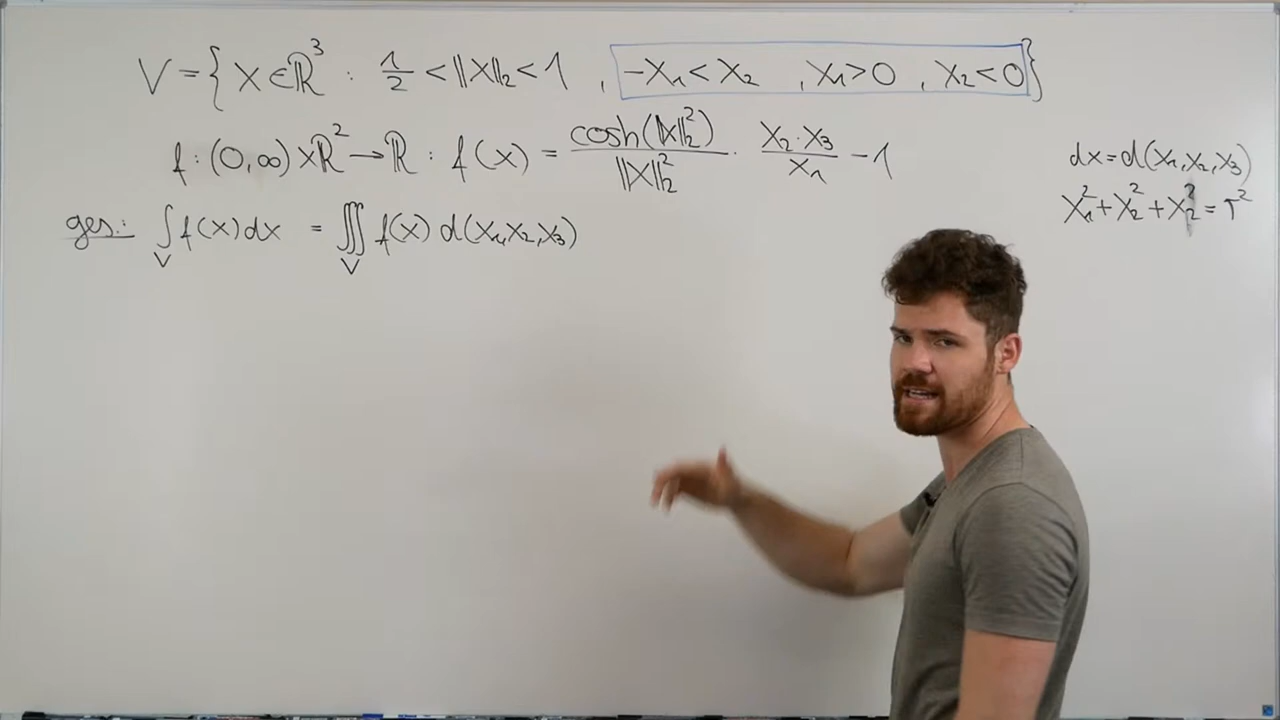 V = { x ∈ ℝ³ : 1/2 < ‖x‖₂ < 1 , -x₁ < x₂ , x₁ > 0 , x₂ < 0 }
f : (0,∞) x ℝ² → ℝ : f(x) = cosh(‖x‖₂²)/‖x‖₂² · x₂·x₃/x₁ - 1
ges.: ∫_V f(x) dx = ∭_V f(x) d(x₁,x₂,x₃)
dx = d(x₁,x₂,x₃)
x₁² + x₂² + x₂² = r²